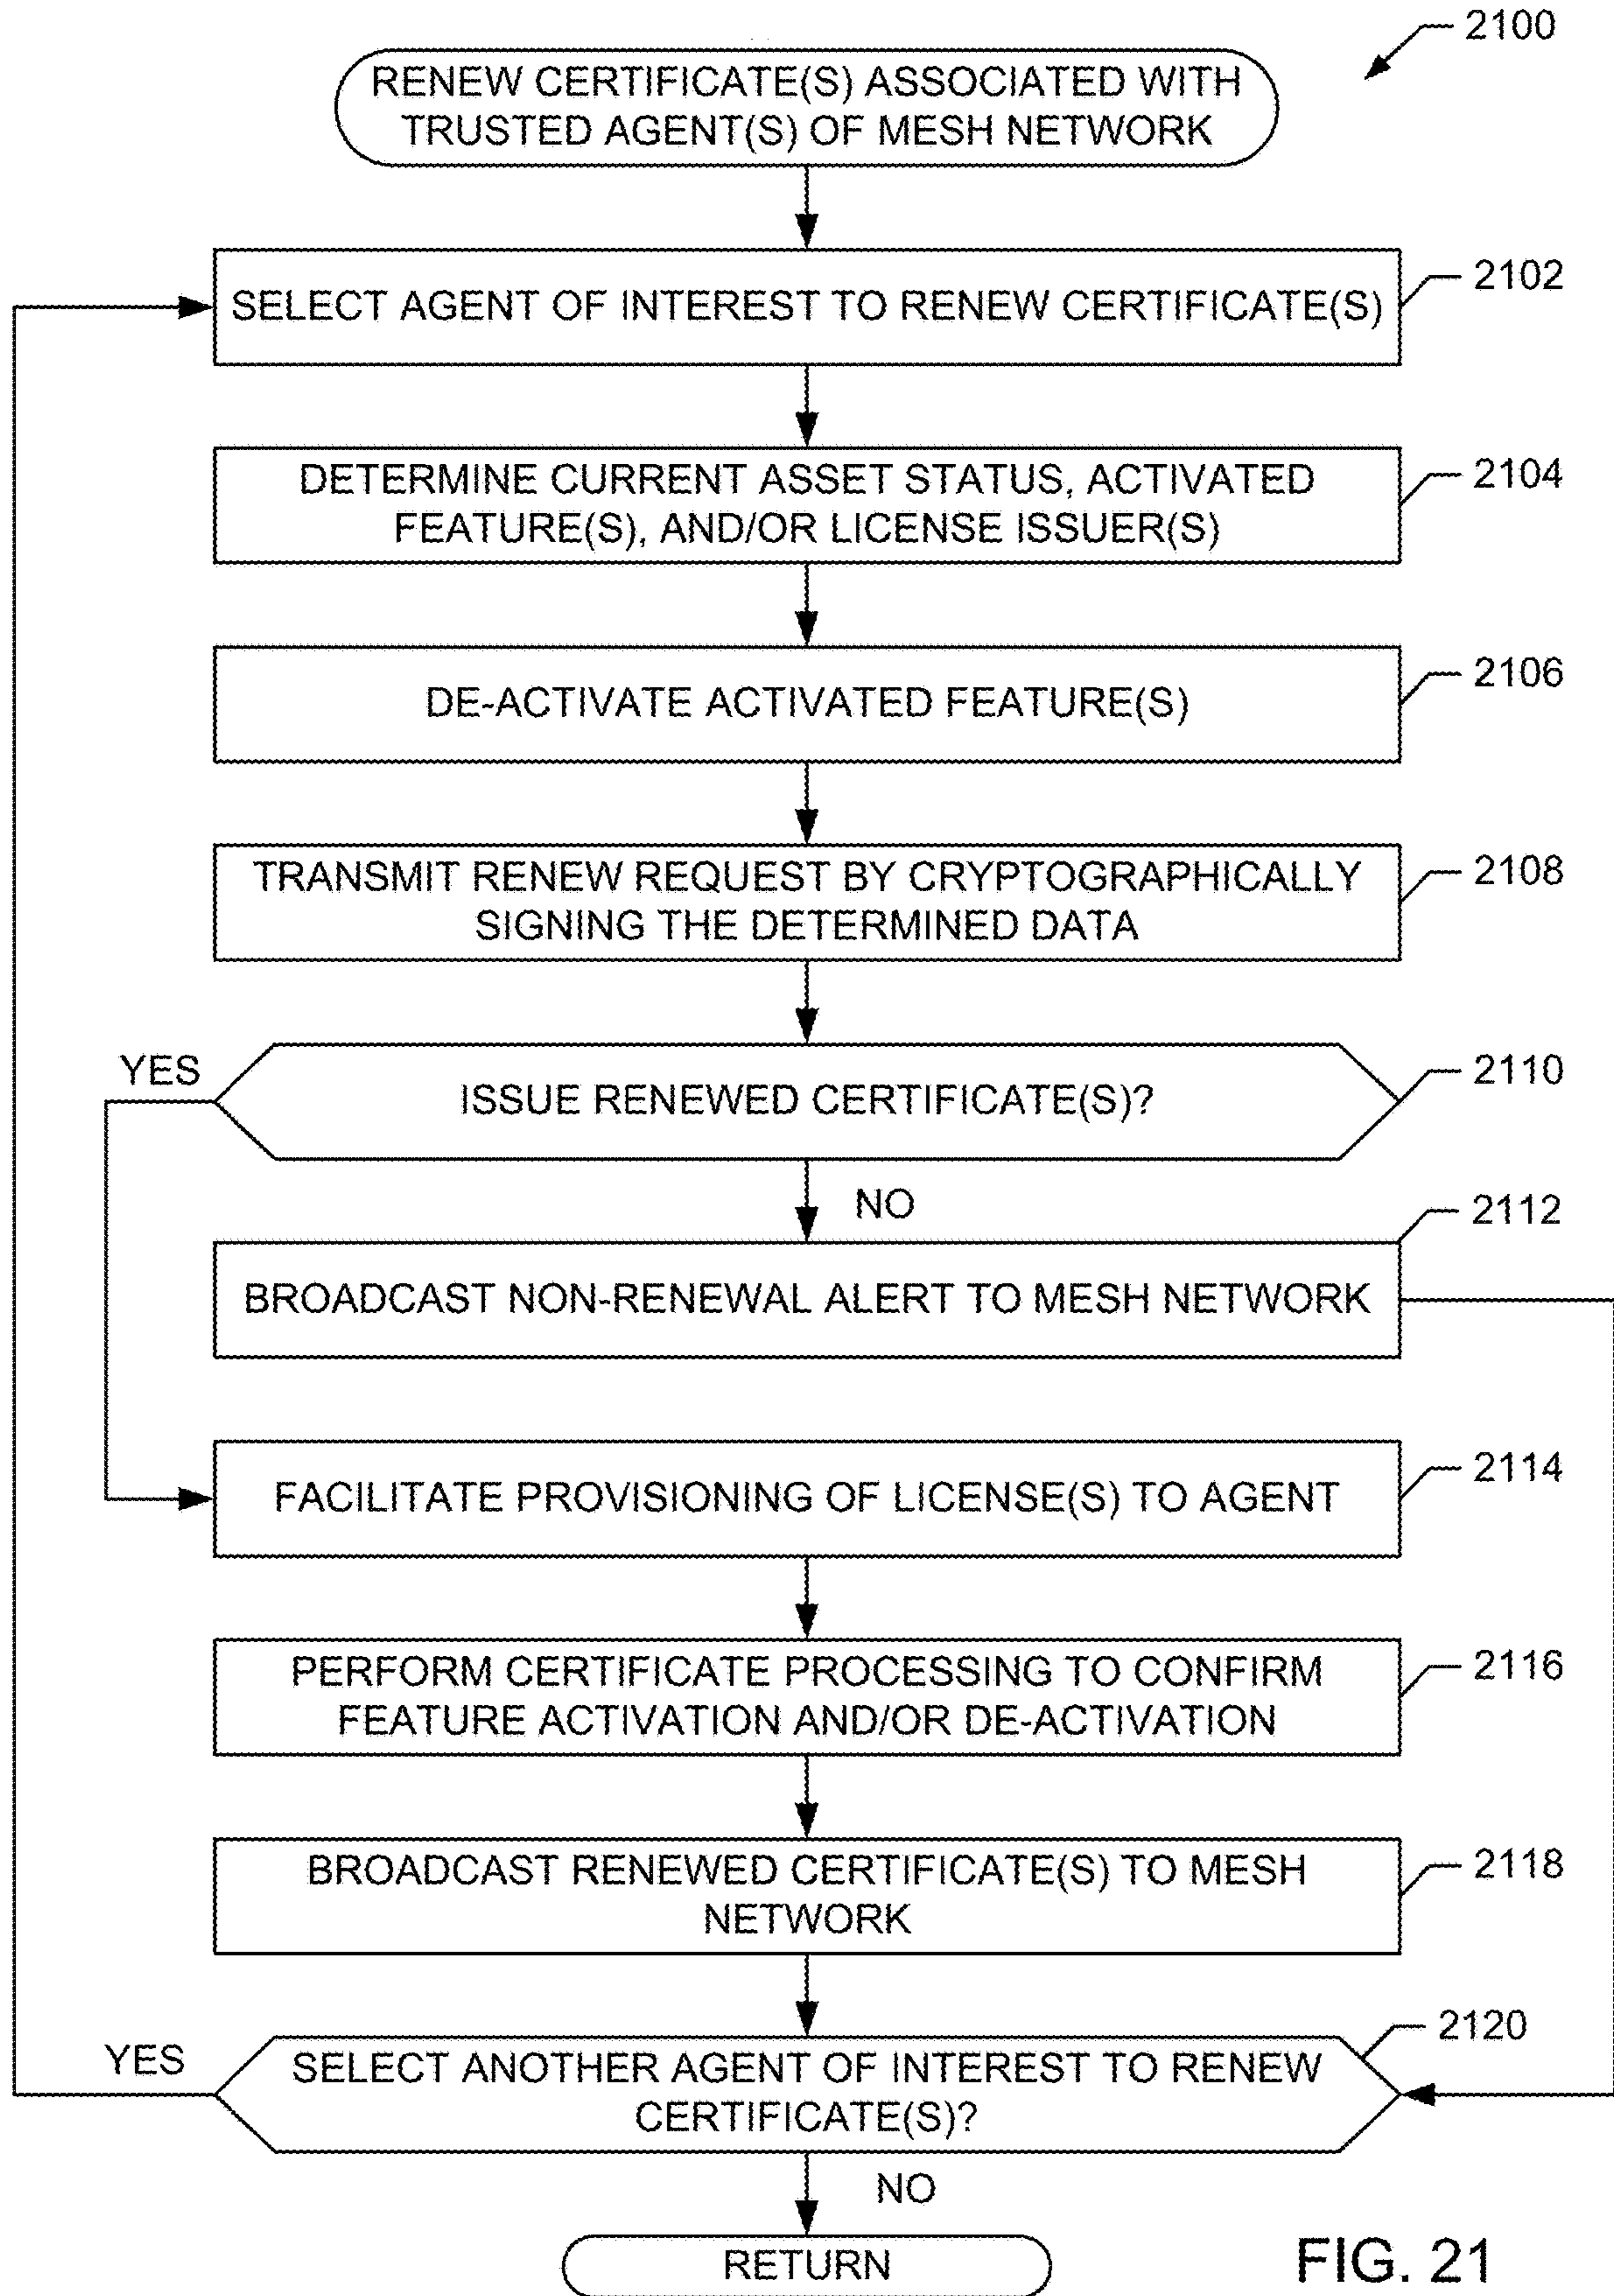 2100
RENEW CERTIFICATE(S) ASSOCIATED WITH
TRUSTED AGENT(S) OF MESH NETWORK
2102
SELECT AGENT OF INTEREST TO RENEW CERTIFICATE(S)
2104
DETERMINE CURRENT ASSET STATUS, ACTIVATED
FEATURE(S), AND/OR LICENSE ISSUER(S)
2106
DE-ACTIVATE ACTIVATED FEATURE(S)
2108
TRANSMIT RENEW REQUEST BY CRYPTOGRAPHICALLY
SIGNING THE DETERMINED DATA
YES
2110
ISSUE RENEWED CERTIFICATE(S)?
NO
2112
BROADCAST NON-RENEWAL ALERT TO MESH NETWORK
2114
FACILITATE PROVISIONING OF LICENSE(S) TO AGENT
2116
PERFORM CERTIFICATE PROCESSING TO CONFIRM
FEATURE ACTIVATION AND/OR DE-ACTIVATION
2118
BROADCAST RENEWED CERTIFICATE(S) TO MESH
NETWORK
2120
YES
SELECT ANOTHER AGENT OF INTEREST TO RENEW
CERTIFICATE(S)?
NO
RETURN
FIG. 21